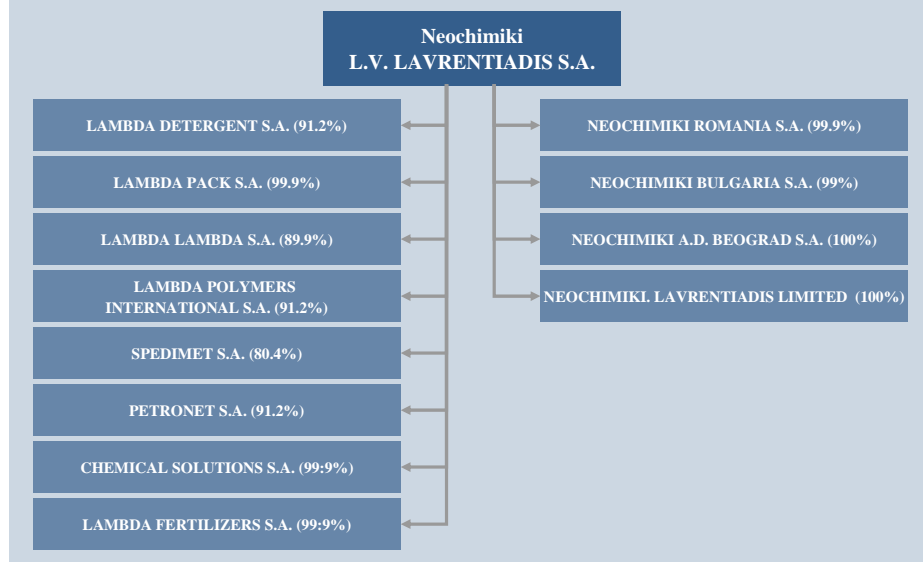 Neochimiki
L.V. LAVRENTIADIS S.A.
LAMBDA DETERGENT S.A. (91.2%)
LAMBDA PACK S.A. (99.9%)
LAMBDA LAMBDA S.A. (89.9%)
LAMBDA POLYMERS
INTERNATIONAL S.A. (91.2%)
SPEDIMET S.A. (80.4%)
PETRONET S.A. (91.2%)
CHEMICAL SOLUTIONS S.A. (99:9%)
LAMBDA FERTILIZERS S.A. (99:9%)
NEOCHIMIKI ROMANIA S.A. (99.9%)
NEOCHIMIKI BULGARIA S.A. (99%)
NEOCHIMIKI A.D. BEOGRAD S.A. (100%)
NEOCHIMIKI. LAVRENTIADIS LIMITED (100%)